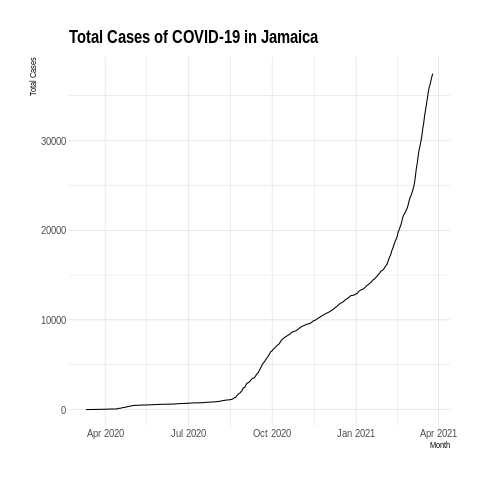 Total Cases of COVID-19 in Jamaica
Total Cases
30000
20000
10000
0
Apr 2020 Jul 2020 Oct 2020 Jan 2021 Apr 2021
Month